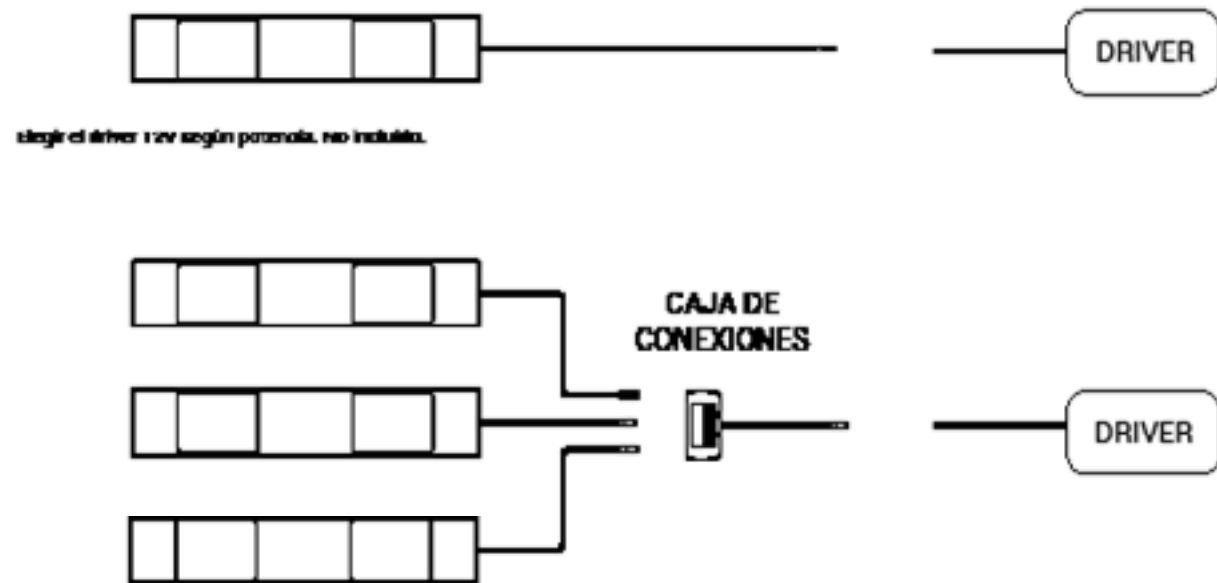 DRIVER
Elegir el driver 12V según potencia. No incluido.
CAJA DE
CONEXIONES
DRIVER